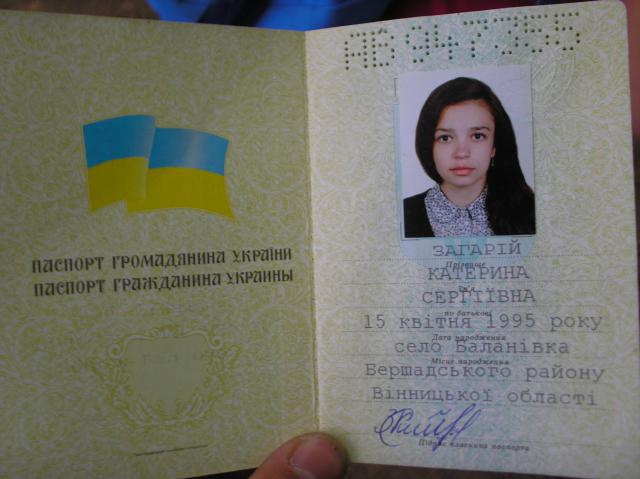 ПАСПОРТ ГРОМАДЯНИНА УКРАЇНИ
ПАСПОРТ ГРАЖДАНИНА УКРАИНЫ
АВ 947355
ЗАГАРІЙ
Прізвище
КАТЕРИНА
Ім'я
СЕРГІЇВНА
по батькові
15 квітня 1995 року
Дата народження
село Баланівка
Місце народження
Бершадського району
Вінницької області
Підпис власника паспорта